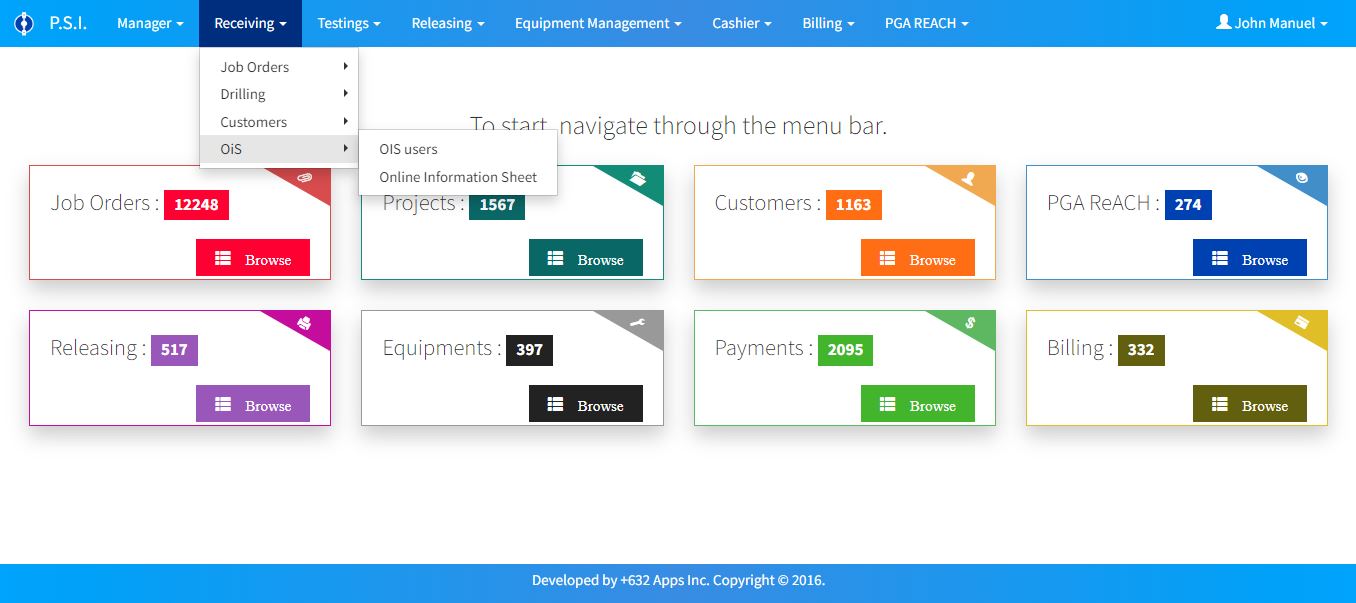 P.S.I. Manager Receiving Testings Releasing Equipment Management Cashier Billing PGA REACH John Manuel
Job Orders
Drilling
Customers
OiS
OIS users
Online Information Sheet
To start, navigate through the menu bar.
Job Orders : 12248
Browse
Projects : 1567
Browse
Customers : 1163
Browse
PGA ReACH : 274
Browse
Releasing : 517
Browse
Equipments : 397
Browse
Payments : 2095
Browse
Billing : 332
Browse
Developed by +632 Apps Inc. Copyright © 2016.